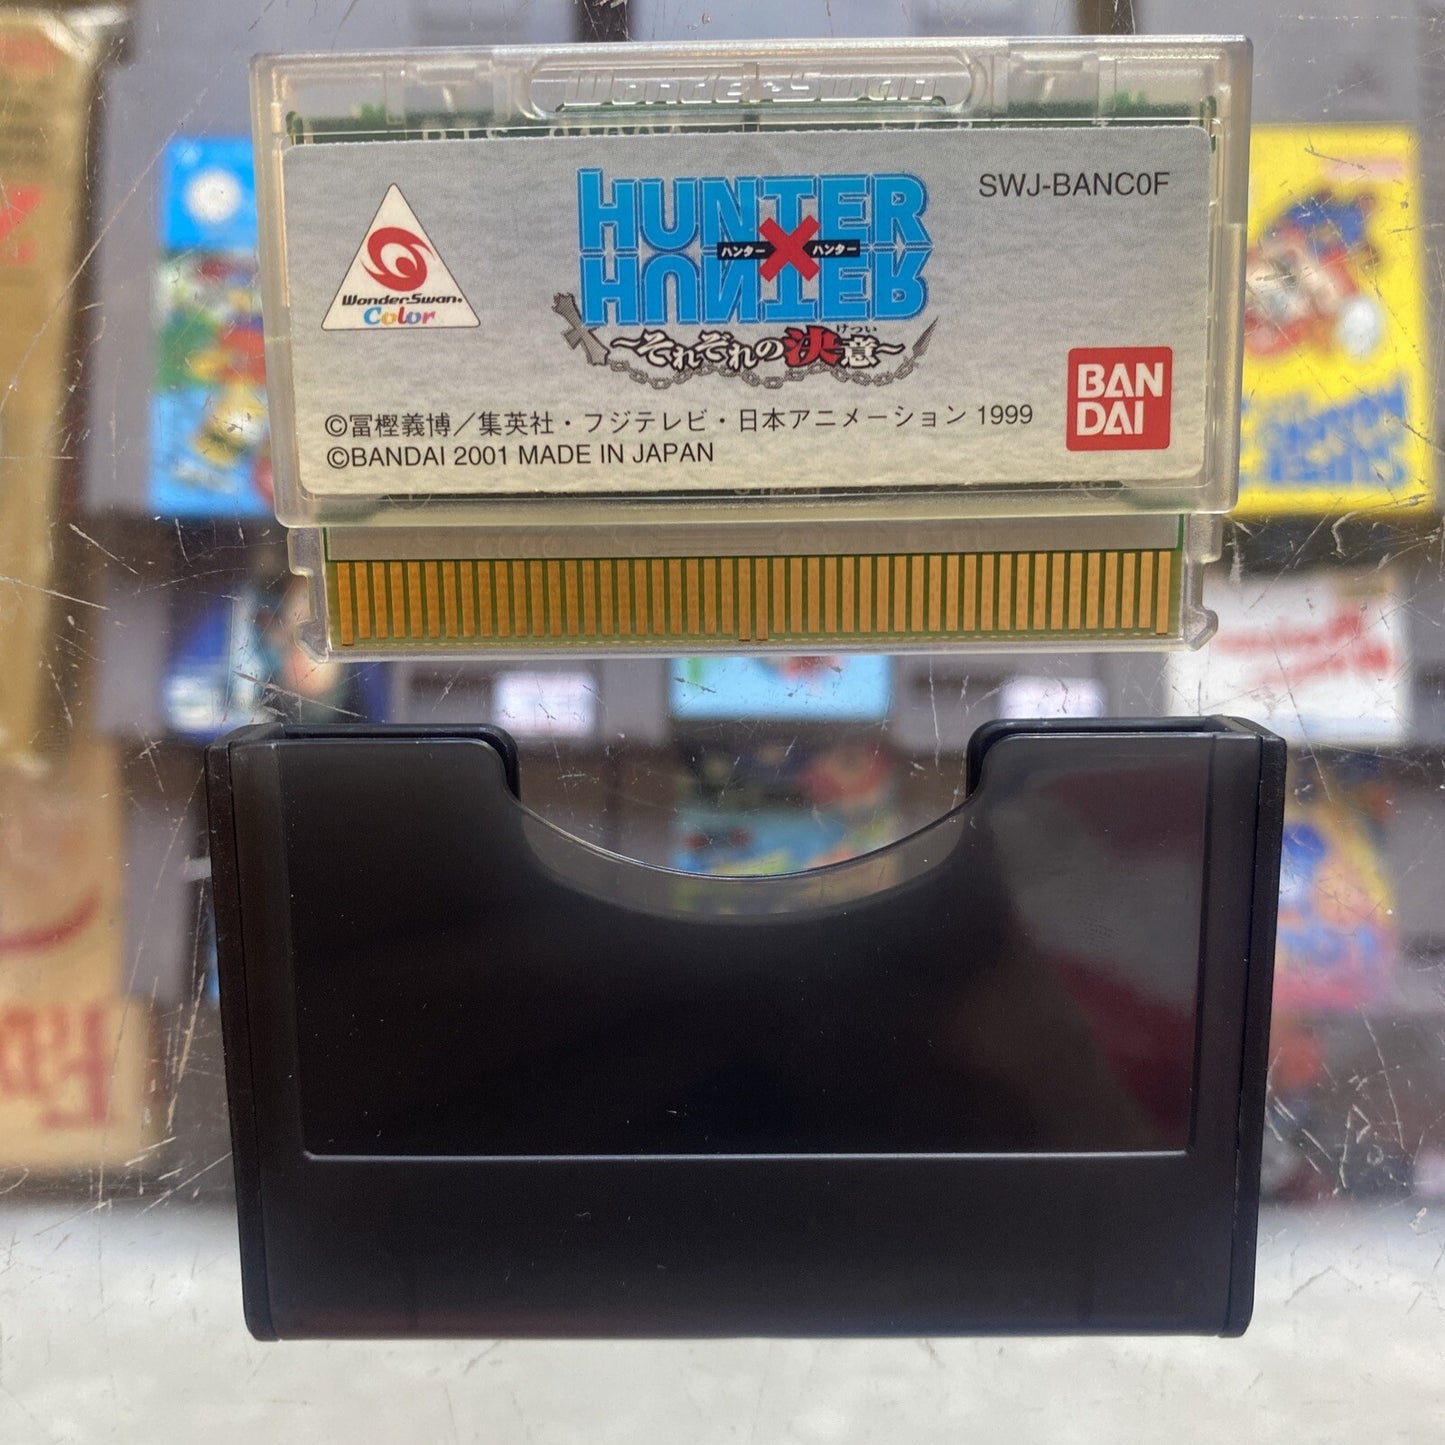 WonderSwan
SWJ-BANC0F
HUNTER
ハンター × ハンター
HUNTER
けつい
～それぞれの決意～
WonderSwan
Color
BAN
DAI
©冨樫義博／集英社・フジテレビ・日本アニメーション 1999
©BANDAI 2001 MADE IN JAPAN